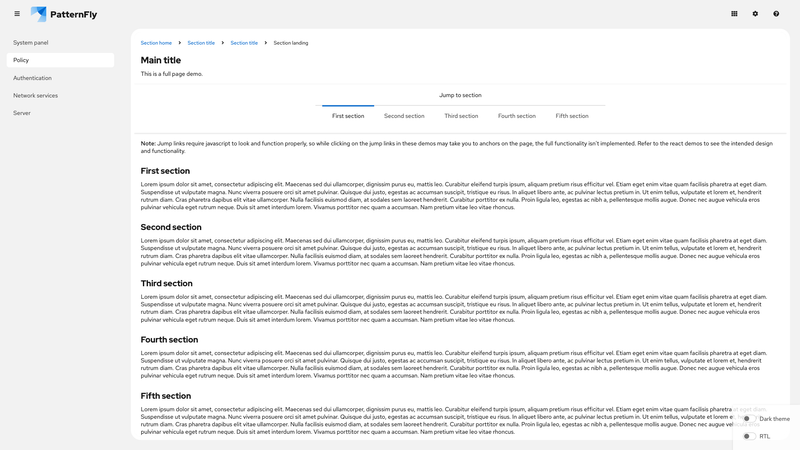 PatternFly
System panel
Policy
Authentication
Network services
Server
Section home
Section title
Section title
Section landing
Main title
This is a full page demo.
Jump to section
First section
Second section
Third section
Fourth section
Fifth section
Note: Jump links require javascript to look and function properly, so while clicking on the jump links in these demos may take you to anchors on the page, the full functionality isn't implemented. Refer to the react demos to see the intended design
and functionality.
First section
Lorem ipsum dolor sit amet, consectetur adipiscing elit. Maecenas sed dui ullamcorper, dignissim purus eu, mattis leo. Curabitur eleifend turpis ipsum, aliquam pretium risus efficitur vel. Etiam eget enim vitae quam facilisis pharetra at eget diam.
Suspendisse ut vulputate magna. Nunc viverra posuere orci sit amet pulvinar. Quisque dui justo, egestas ac accumsan suscipit, tristique eu risus. In aliquet libero ante, ac pulvinar lectus pretium in. Ut enim tellus, vulputate et lorem et, hendrerit
rutrum diam. Cras pharetra dapibus elit vitae ullamcorper. Nulla facilisis euismod diam, at sodales sem laoreet hendrerit. Curabitur porttitor ex nulla. Proin ligula leo, egestas ac nibh a, pellentesque mollis augue. Donec nec augue vehicula eros
pulvinar vehicula eget rutrum neque. Duis sit amet interdum lorem. Vivamus porttitor nec quam a accumsan. Nam pretium vitae leo vitae rhoncus.
Second section
Lorem ipsum dolor sit amet, consectetur adipiscing elit. Maecenas sed dui ullamcorper, dignissim purus eu, mattis leo. Curabitur eleifend turpis ipsum, aliquam pretium risus efficitur vel. Etiam eget enim vitae quam facilisis pharetra at eget diam.
Suspendisse ut vulputate magna. Nunc viverra posuere orci sit amet pulvinar. Quisque dui justo, egestas ac accumsan suscipit, tristique eu risus. In aliquet libero ante, ac pulvinar lectus pretium in. Ut enim tellus, vulputate et lorem et, hendrerit
rutrum diam. Cras pharetra dapibus elit vitae ullamcorper. Nulla facilisis euismod diam, at sodales sem laoreet hendrerit. Curabitur porttitor ex nulla. Proin ligula leo, egestas ac nibh a, pellentesque mollis augue. Donec nec augue vehicula eros
pulvinar vehicula eget rutrum neque. Duis sit amet interdum lorem. Vivamus porttitor nec quam a accumsan. Nam pretium vitae leo vitae rhoncus.
Third section
Lorem ipsum dolor sit amet, consectetur adipiscing elit. Maecenas sed dui ullamcorper, dignissim purus eu, mattis leo. Curabitur eleifend turpis ipsum, aliquam pretium risus efficitur vel. Etiam eget enim vitae quam facilisis pharetra at eget diam.
Suspendisse ut vulputate magna. Nunc viverra posuere orci sit amet pulvinar. Quisque dui justo, egestas ac accumsan suscipit, tristique eu risus. In aliquet libero ante, ac pulvinar lectus pretium in. Ut enim tellus, vulputate et lorem et, hendrerit
rutrum diam. Cras pharetra dapibus elit vitae ullamcorper. Nulla facilisis euismod diam, at sodales sem laoreet hendrerit. Curabitur porttitor ex nulla. Proin ligula leo, egestas ac nibh a, pellentesque mollis augue. Donec nec augue vehicula eros
pulvinar vehicula eget rutrum neque. Duis sit amet interdum lorem. Vivamus porttitor nec quam a accumsan. Nam pretium vitae leo vitae rhoncus.
Fourth section
Lorem ipsum dolor sit amet, consectetur adipiscing elit. Maecenas sed dui ullamcorper, dignissim purus eu, mattis leo. Curabitur eleifend turpis ipsum, aliquam pretium risus efficitur vel. Etiam eget enim vitae quam facilisis pharetra at eget diam.
Suspendisse ut vulputate magna. Nunc viverra posuere orci sit amet pulvinar. Quisque dui justo, egestas ac accumsan suscipit, tristique eu risus. In aliquet libero ante, ac pulvinar lectus pretium in. Ut enim tellus, vulputate et lorem et, hendrerit
rutrum diam. Cras pharetra dapibus elit vitae ullamcorper. Nulla facilisis euismod diam, at sodales sem laoreet hendrerit. Curabitur porttitor ex nulla. Proin ligula leo, egestas ac nibh a, pellentesque mollis augue. Donec nec augue vehicula eros
pulvinar vehicula eget rutrum neque. Duis sit amet interdum lorem. Vivamus porttitor nec quam a accumsan. Nam pretium vitae leo vitae rhoncus.
Fifth section
Lorem ipsum dolor sit amet, consectetur adipiscing elit. Maecenas sed dui ullamcorper, dignissim purus eu, mattis leo. Curabitur eleifend turpis ipsum, aliquam pretium risus efficitur vel. Etiam eget enim vitae quam facilisis pharetra at eget diam.
Suspendisse ut vulputate magna. Nunc viverra posuere orci sit amet pulvinar. Quisque dui justo, egestas ac accumsan suscipit, tristique eu risus. In aliquet libero ante, ac pulvinar lectus pretium in. Ut enim tellus, vulputate et lorem
rutrum diam. Cras pharetra dapibus elit vitae ullamcorper. Nulla facilisis euismod diam, at sodales sem laoreet hendrerit. Curabitur porttitor ex nulla. Proin ligula leo, egestas ac nibh a, pellentesque mollis augue. Donec nec augue
pulvinar vehicula eget rutrum neque. Duis sit amet interdum lorem. Vivamus porttitor nec quam a accumsan. Nam pretium vitae leo vitae rhoncus.
Dark theme
RTL